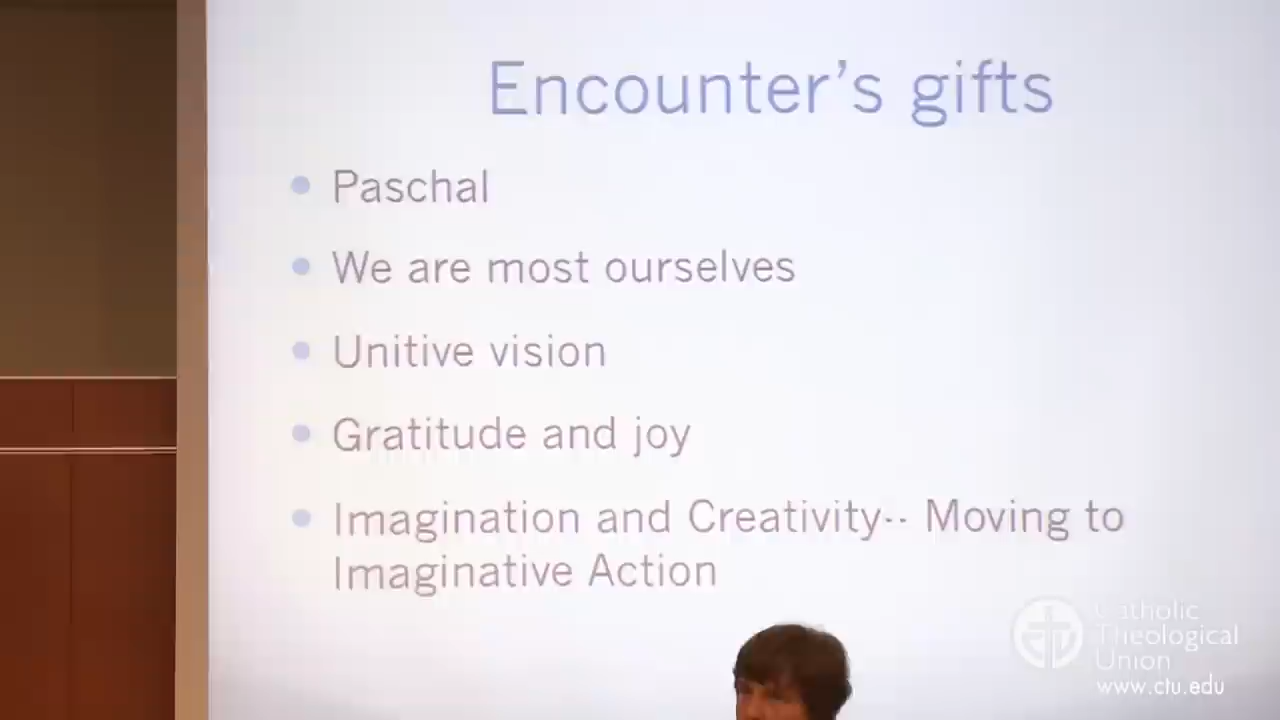 Encounter's gifts
• Paschal
• We are most ourselves
• Unitive vision
• Gratitude and joy
• Imagination and Creativity-- Moving to
Imaginative Action
Catholic
Theological
Union
www.ctu.edu